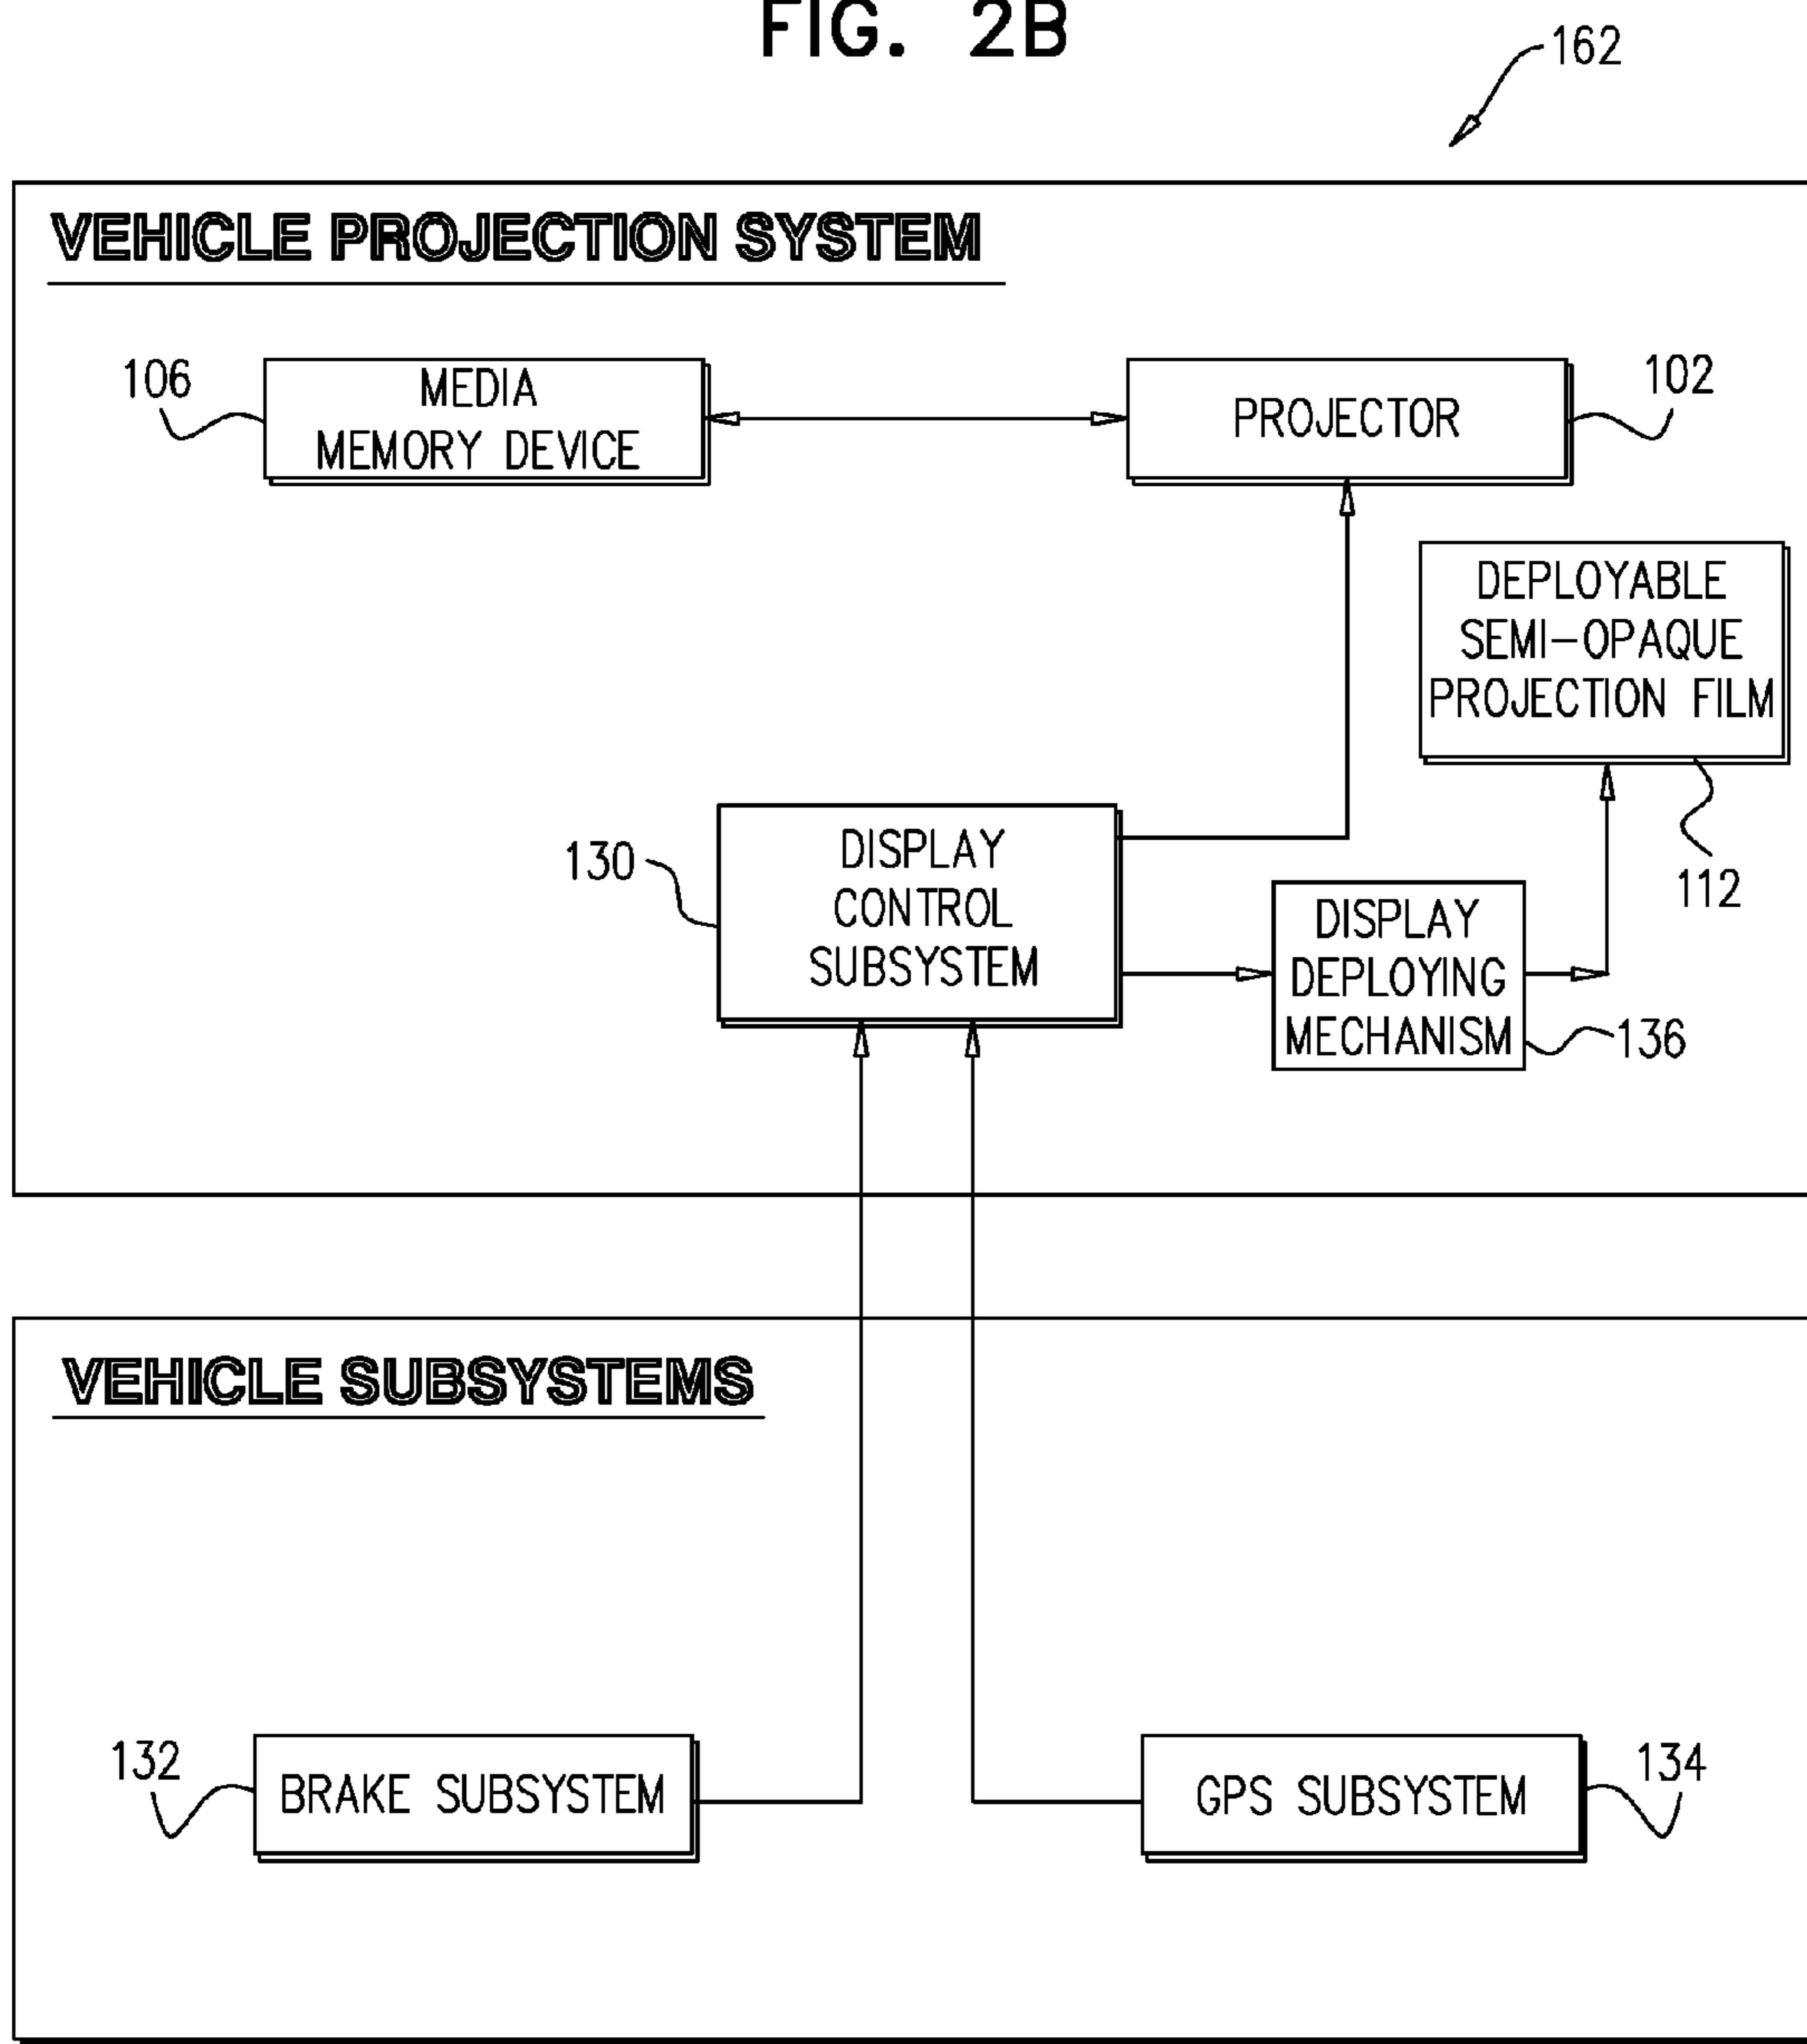 FIG. 2B
162
VEHICLE PROJECTION SYSTEM
106
MEDIA
MEMORY DEVICE
PROJECTOR
102
DEPLOYABLE
SEMI-OPAQUE
PROJECTION FILM
112
130
DISPLAY
CONTROL
SUBSYSTEM
DISPLAY
DEPLOYING
MECHANISM
136
VEHICLE SUBSYSTEMS
132
BRAKE SUBSYSTEM
GPS SUBSYSTEM
134